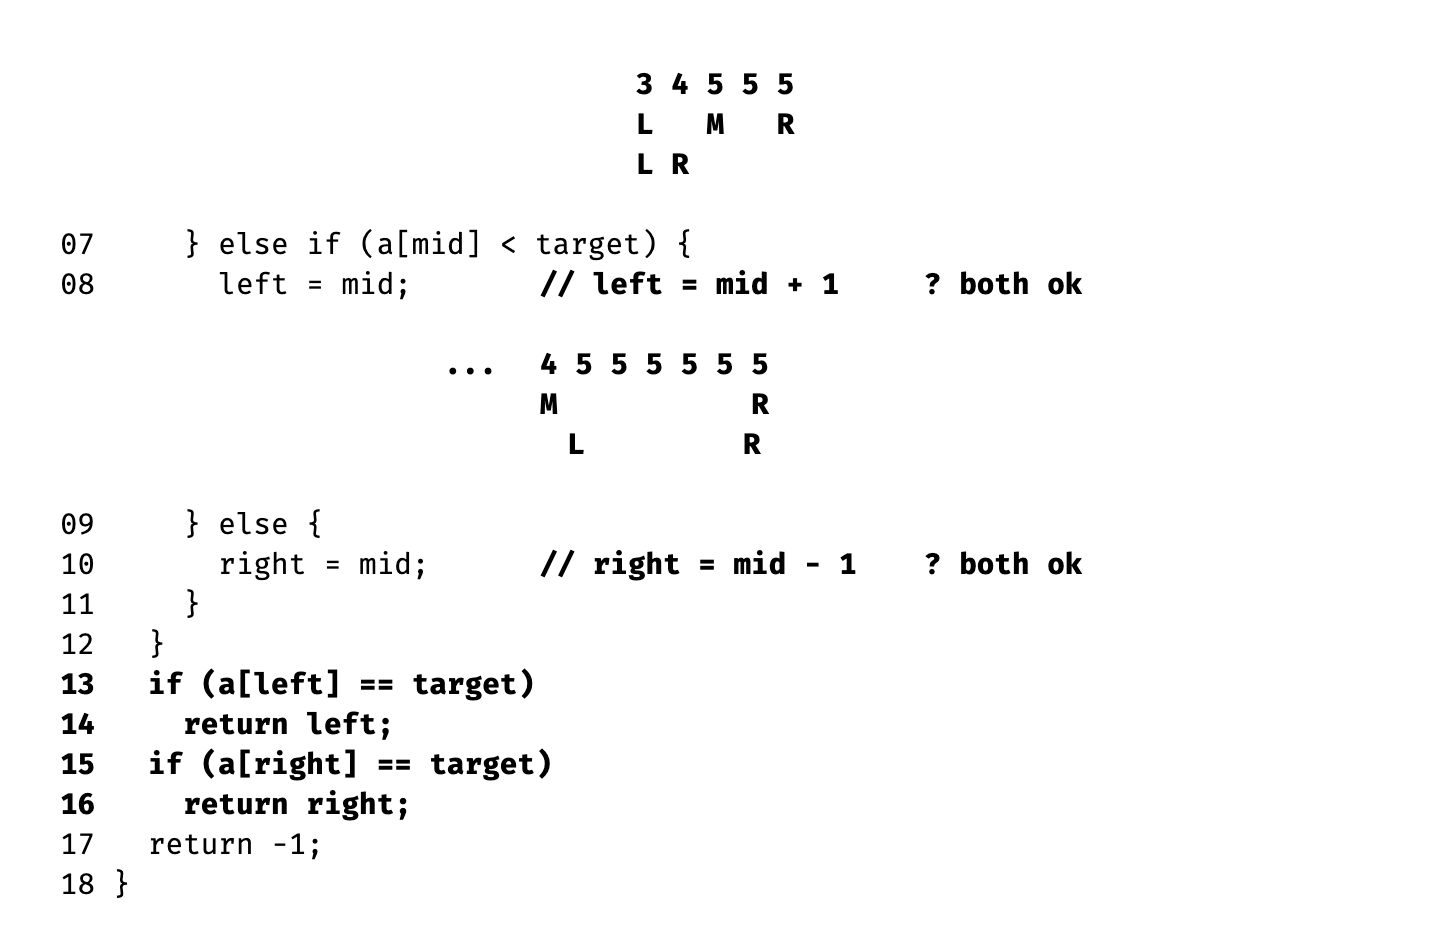 3 4 5 5 5
L   M   R
L R
07     } else if (a[mid] < target) {
08       left = mid;       // left = mid + 1     ? both ok
...  4 5 5 5 5 5 5
M            R
L         R
09     } else {
10       right = mid;      // right = mid - 1    ? both ok
11     }
12   }
13   if (a[left] == target)
14     return left;
15   if (a[right] == target)
16     return right;
17   return -1;
18 }